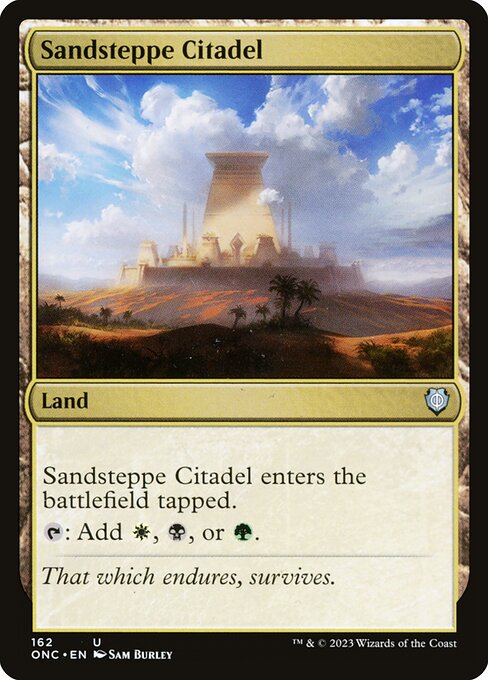 Sandsteppe Citadel
Land
Sandsteppe Citadel enters the
battlefield tapped.
: Add , , or .
That which endures, survives.
162 U
ONC • EN Sam Burley
™ & © 2023 Wizards of the Coast